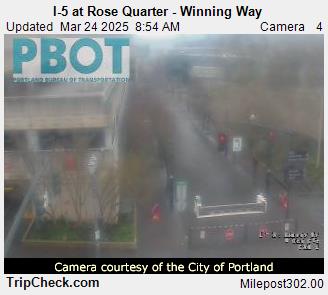 I-5 at Rose Quarter - Winning Way
Updated Mar 24 2025 8:54 AM Camera 4
PBOT
PORTLAND BUREAU OF TRANSPORTATION
Camera courtesy of the City of Portland
TripCheck.com Milepost302.00